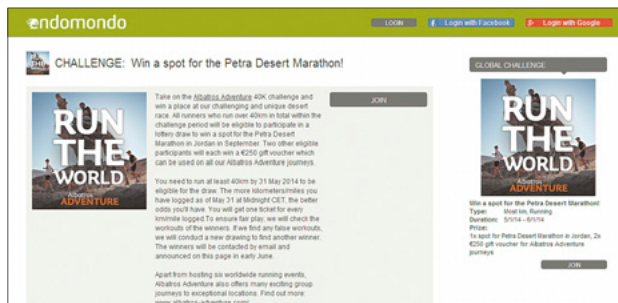 endomondo
LOGIN
Login with Facebook
Login with Google
CHALLENGE: Win a spot for the Petra Desert Marathon!
RUN
THE
WORLD
Albatros
ADVENTURE
Take on the Albatros Adventure 40K challenge and
win a place at our challenging and unique desert
race. All runners who run over 40km in total within the
challenge period will be eligible to participate in a
lottery draw to win a spot for the Petra Desert
Marathon in Jordan in September. Two other eligible
participants will each win a €250 gift voucher which
can be used on all our Albatros Adventure journeys.
You need to run at least 40km by 31 May 2014 to be
eligible for the draw. The more kilometers/miles you
have logged as of May 31 at Midnight CET, the better
odds you'll have. You will get one ticket for every
km/mile logged.To ensure fair play, we will check the
workouts of the winners. If we find any false workouts,
we will conduct a new drawing to find another winner.
The winners will be contacted by email and
announced on this page in early June.
Apart from hosting six worldwide running events,
Albatros Adventure also offers many exciting group
journeys to exceptional locations. Find out more:
www.albatros-adventure.com/
JOIN
GLOBAL CHALLENGE
RUN
THE
WORLD
Albatros
ADVENTURE
Win a spot for the Petra Desert Marathon!
Type: Most km, Running
Duration: 5/1/14 - 6/1/14
Prize:
1x spot for Petra Desert Marathon in Jordan, 2x
€250 gift voucher for Albatros Adventure
journeys
JOIN